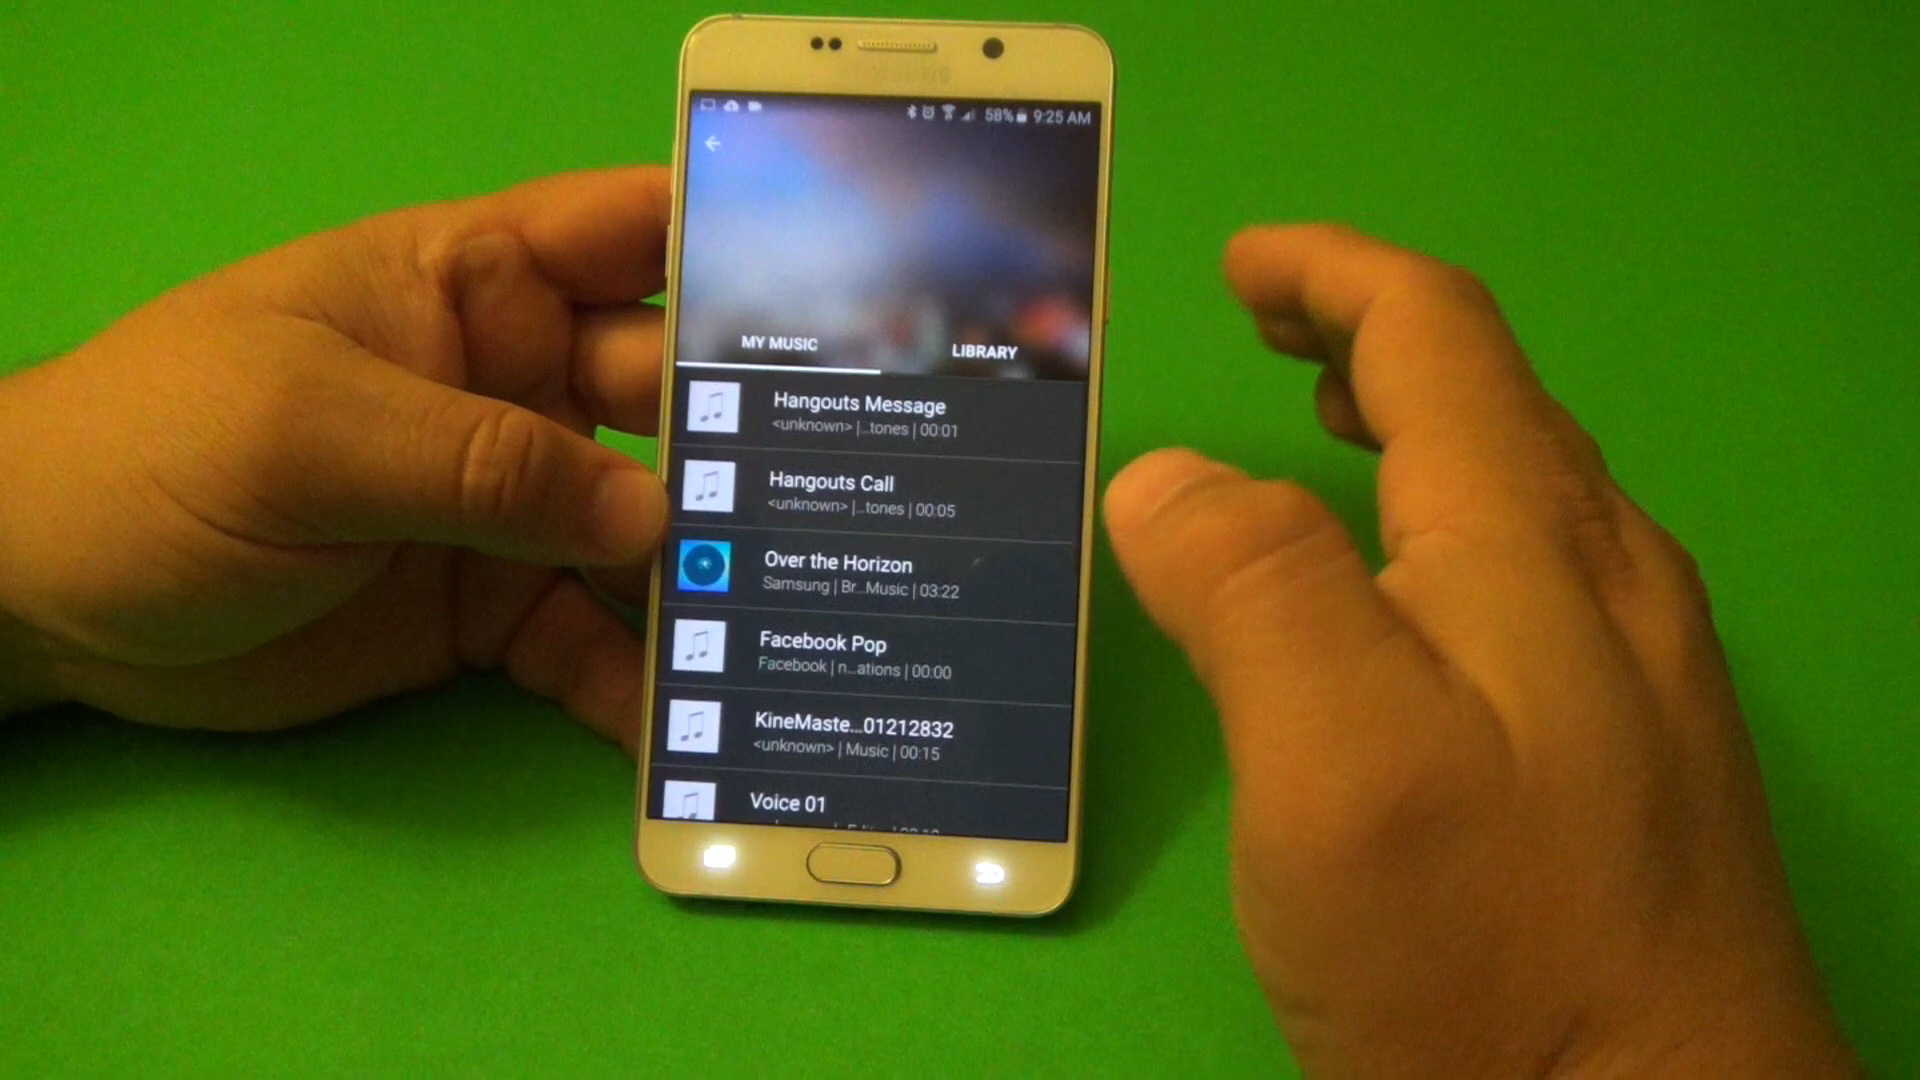 SAMSUNG
58% 9:25 AM
MY MUSIC
LIBRARY
Hangouts Message
<unknown> |...tones | 00:01
Hangouts Call
<unknown> |...tones | 00:05
Over the Horizon
Samsung | Br...Music | 03:22
Facebook Pop
Facebook | n...ations | 00:00
KineMaste...01212832
<unknown> | Music | 00:15
Voice 01